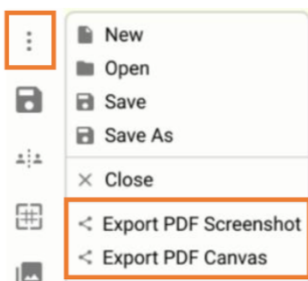 New
Open
Save
Save As
Close
Export PDF Screenshot
Export PDF Canvas